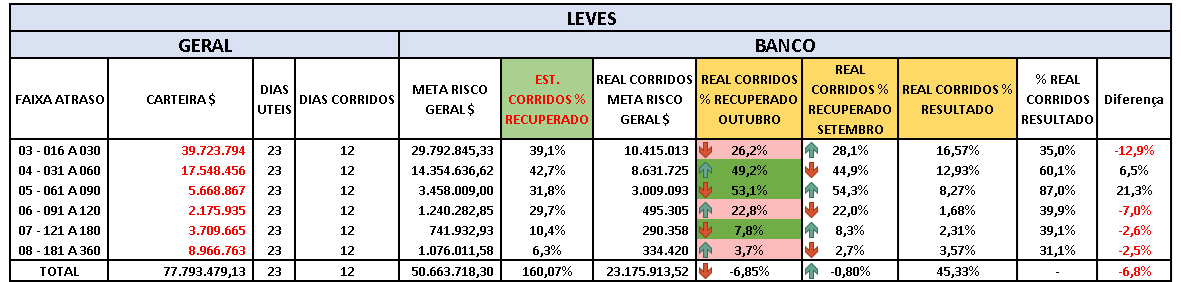 LEVES
GERAL BANCO
FAIXA ATRASO CARTEIRA $ DIAS UTEIS DIAS CORRIDOS META RISCO GERAL $ EST. CORRIDOS % RECUPERADO REAL CORRIDOS META RISCO GERAL $ REAL CORRIDOS % RECUPERADO OUTUBRO REAL CORRIDOS % RECUPERADO SETEMBRO REAL CORRIDOS % RESULTADO % REAL CORRIDOS RESULTADO Diferença
03 - 016 A 030 39.723.794 23 12 29.792.845,33 39,1% 10.415.013 26,2% 28,1% 16,57% 35,0% -12,9%
04 - 031 A 060 17.548.456 23 12 14.354.636,62 42,7% 8.631.725 49,2% 44,9% 12,93% 60,1% 6,5%
05 - 061 A 090 5.668.867 23 12 3.458.009,00 31,8% 3.009.093 53,1% 54,3% 8,27% 87,0% 21,3%
06 - 091 A 120 2.175.935 23 12 1.240.282,85 29,7% 495.305 22,8% 22,0% 1,68% 39,9% -7,0%
07 - 121 A 180 3.709.665 23 12 741.932,93 10,4% 290.358 7,8% 8,3% 2,31% 39,1% -2,6%
08 - 181 A 360 8.966.763 23 12 1.076.011,58 6,3% 334.420 3,7% 2,7% 3,57% 31,1% -2,5%
TOTAL 77.793.479,13 23 12 50.663.718,30 160,07% 23.175.913,52 -6,85% -0,80% 45,33% - -6,8%